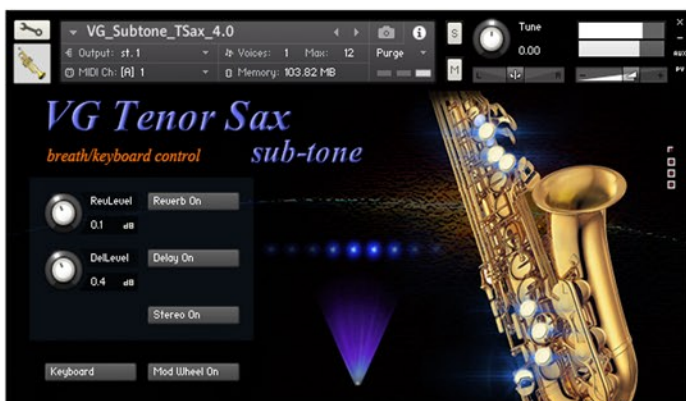 VG_Subtone_TSax_4.0
Output: st.1 Voices: 1 Max: 12 Purge
MIDI Ch: [A] 1 Memory: 103.82 MB
S
M
Tune
0.00
L R
- +
×
-
AUX
PV
VG Tenor Sax
breath/keyboard control sub-tone
RevLevel Reverb On
0.1 dB
DelLevel Delay On
0.4 dB
Stereo On
Keyboard Mod Wheel On